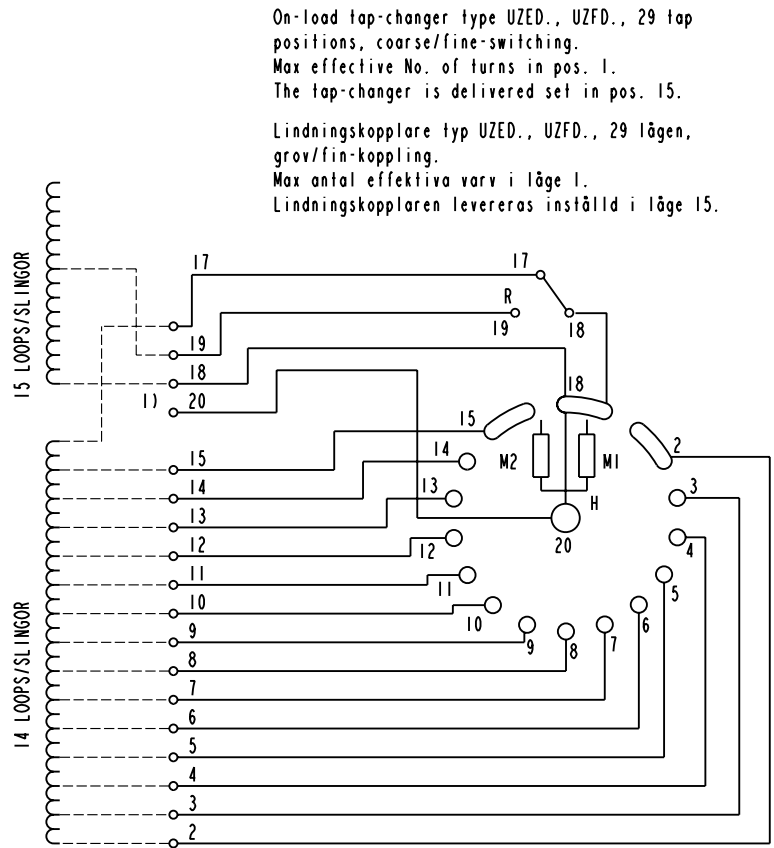 On-load tap-changer type UZED., UZFD., 29 tap
positions, coarse/fine-switching.
Max effective No. of turns in pos. 1.
The tap-changer is delivered set in pos. 15.
Lindningskopplare typ UZED., UZFD., 29 lågen,
grov/fin-koppling.
Max antal effektiva varv i låge 1.
Lindningskopplaren levereras inställd i låge 15.
15 LOOPS/SLINGOR
17
17
R
19
18
19
18
1) 20
18
15
2
14
M2
M1
3
13
H
20
12
4
11
5
10
6
9
8
7
15
14
13
12
11
10
9
8
7
6
5
4
3
2
14 LOOPS/SLINGOR